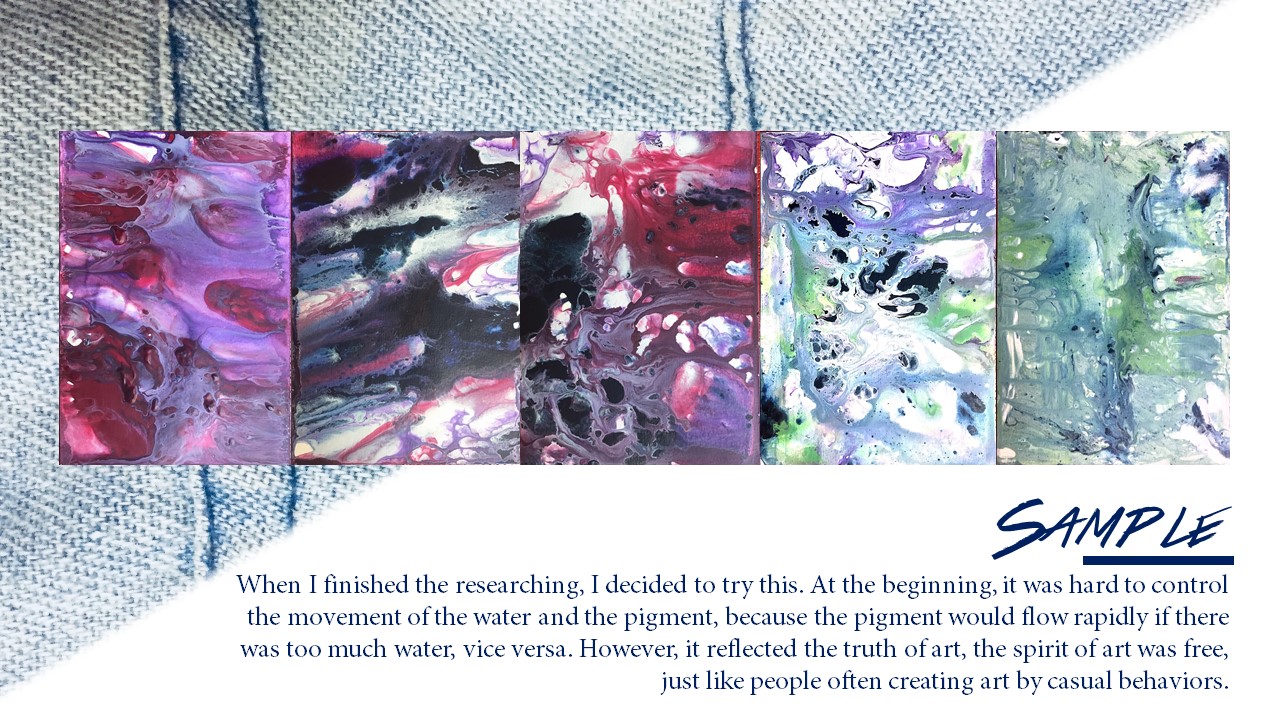 SAMPLE
When I finished the researching, I decided to try this. At the beginning, it was hard to control
the movement of the water and the pigment, because the pigment would flow rapidly if there
was too much water, vice versa. However, it reflected the truth of art, the spirit of art was free,
just like people often creating art by casual behaviors.